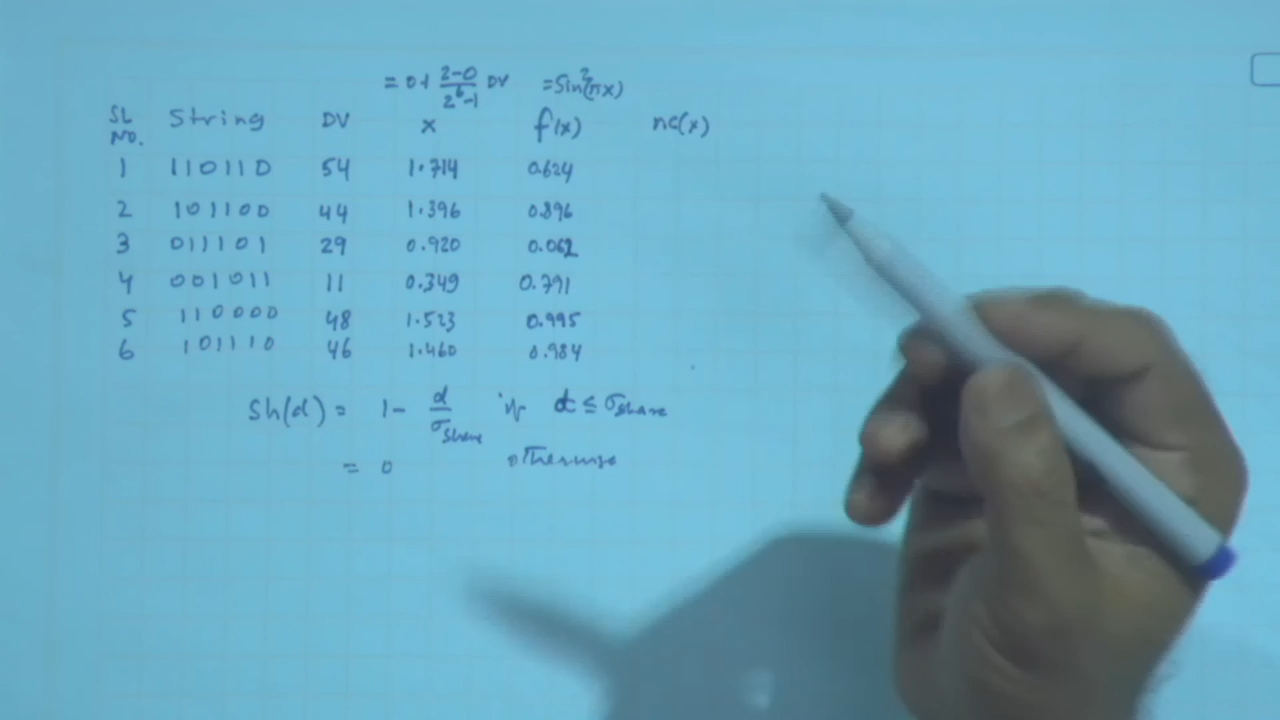 = 0 + 2-0 / 2^6-1 DV = Sin²(πx)
SL NO. String DV x f(x) nc(x)
1 110110 54 1.714 0.624
2 101100 44 1.396 0.896
3 011101 29 0.920 0.062
4 001011 11 0.349 0.791
5 110000 48 1.523 0.995
6 101110 46 1.460 0.984
Sh(d) = 1 - d / σshare if d ≤ σshare
= 0 otherwise